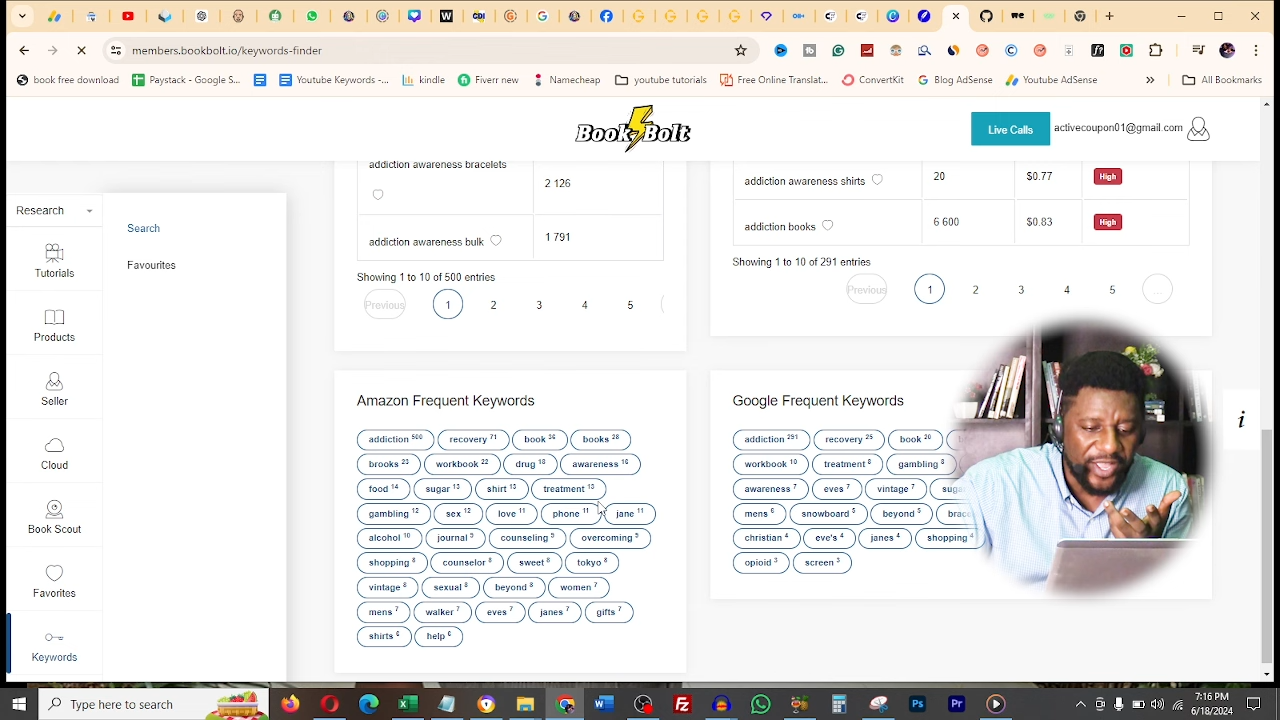 members.bookbolt.io/keywords-finder
book free download
Paystack - Google S...
Youtube Keywords -...
kindle
Fiverr new
Namecheap
youtube tutorials
Free Online Translat...
ConvertKit
Blog AdSense
Youtube AdSense
All Bookmarks
Book Bolt
Live Calls
activecoupon01@gmail.com
Research
Search
Favourites
Tutorials
Products
Seller
Cloud
Book Scout
Favorites
Keywords
addiction awareness bracelets
2 126
addiction awareness bulk
1 791
Showing 1 to 10 of 500 entries
Previous 1 2 3 4 5
addiction awareness shirts 20 $0.77 High
addiction books 6 600 $0.83 High
Showing 1 to 10 of 291 entries
Previous 1 2 3 4 5 ...
Amazon Frequent Keywords
addiction 500 recovery 71 book 36 books 28
brooks 23 workbook 22 drug 18 awareness 16
food 14 sugar 13 shirt 13 treatment 13
gambling 12 sex 12 love 11 phone 11 jane 11
alcohol 10 journal 9 counseling 9 overcoming 9
shopping 8 counselor 8 sweet 8 tokyo 8
vintage 8 sexual 8 beyond 8 women 7
mens 7 walker 7 eves 7 janes 7 gifts 7
shirts 6 help 6
Google Frequent Keywords
addiction 291 recovery 25 book 20
workbook 10 treatment 8 gambling 8
awareness 7 eves 7 vintage 7
mens 6 snowboard 5 beyond 5
christian 4 eve's 4 janes 4 shopping 4
opioid 3 screen 3
i
Type here to search
7:16 PM
6/18/2024